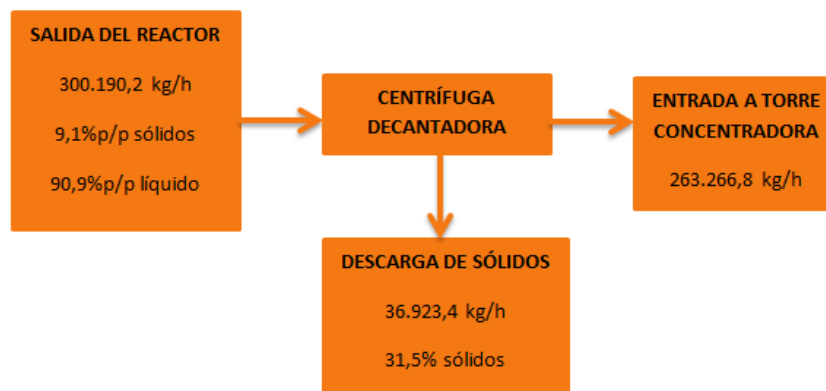 SALIDA DEL REACTOR
300.190,2 kg/h
9,1%p/p sólidos
90,9%p/p líquido
CENTRÍFUGA
DECANTADORA
ENTRADA A TORRE
CONCENTRADORA
263.266,8 kg/h
DESCARGA DE SÓLIDOS
36.923,4 kg/h
31,5% sólidos